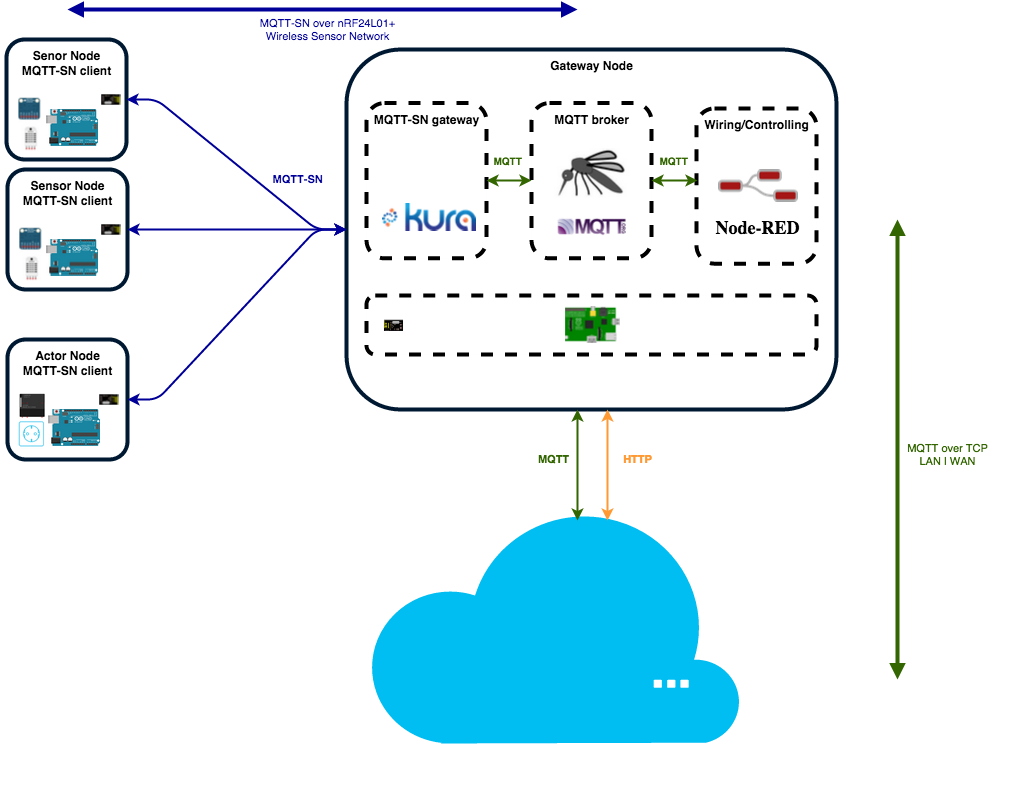 MQTT-SN over nRF24L01+
Wireless Sensor Network
Senor Node
MQTT-SN client
Sensor Node
MQTT-SN client
Actor Node
MQTT-SN client
MQTT-SN
Gateway Node
MQTT-SN gateway
kura
MQTT
MQTT broker
MQTT
MQTT
Wiring/Controlling
Node-RED
MQTT
HTTP
MQTT over TCP
LAN I WAN